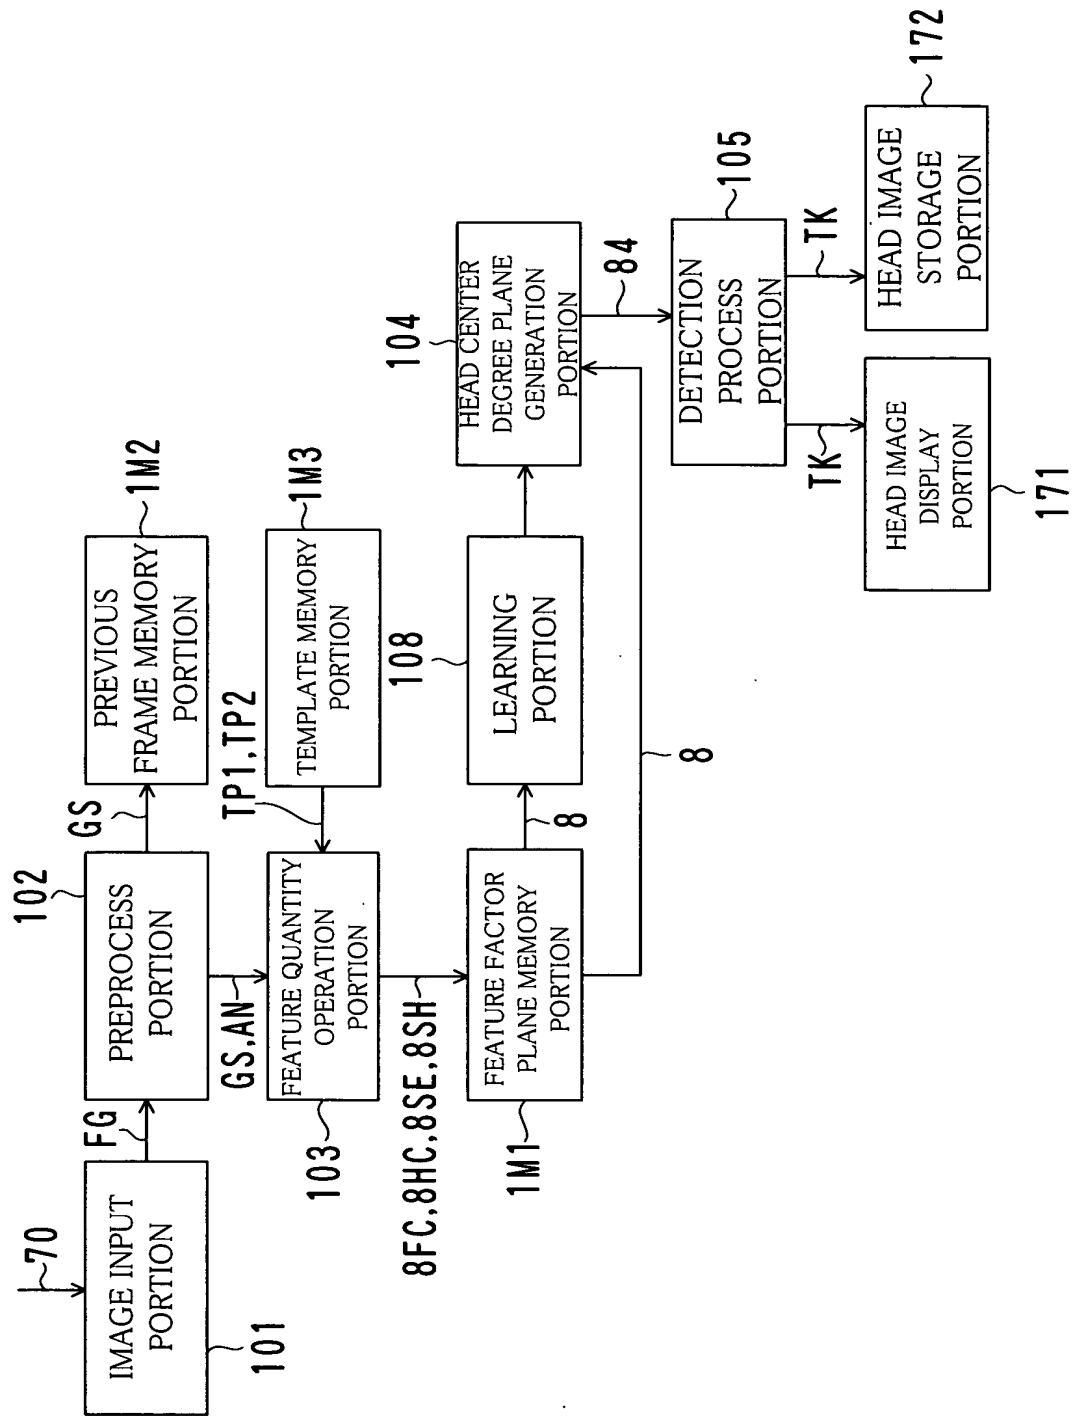 70
IMAGE INPUT
PORTION
101
FG
102
PREPROCESS
PORTION
GS
1M2
PREVIOUS
FRAME MEMORY
PORTION
GS,AN
103
FEATURE QUANTITY
OPERATION
PORTION
TP1,TP2
1M3
TEMPLATE MEMORY
PORTION
8FC,8HC,8SE,8SH
1M1
FEATURE FACTOR
PLANE MEMORY
PORTION
8
108
LEARNING
PORTION
8
104
HEAD CENTER
DEGREE PLANE
GENERATION
PORTION
84
105
DETECTION
PROCESS
PORTION
TK
TK
HEAD IMAGE
DISPLAY
PORTION
171
HEAD IMAGE
STORAGE
PORTION
172